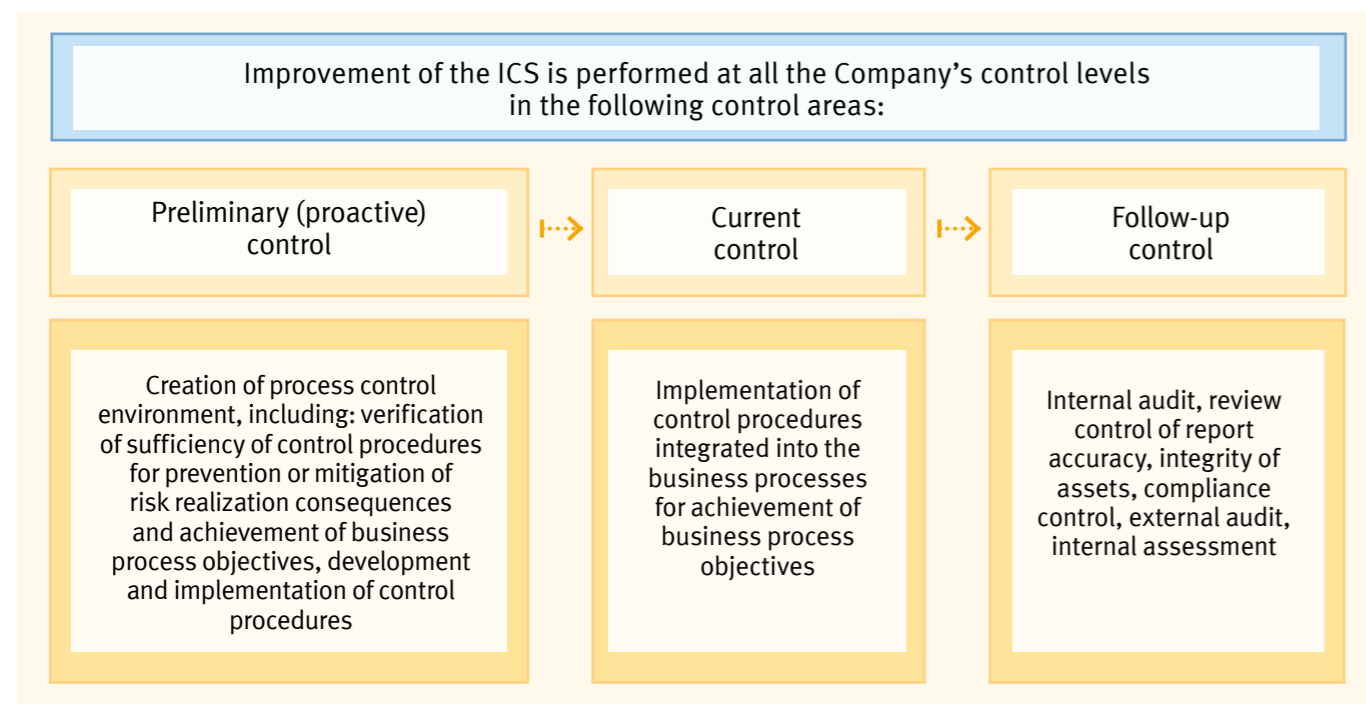 Improvement of the ICS is performed at all the Company’s control levels
in the following control areas:
Preliminary (proactive)
control
Current
control
Follow-up
control
Creation of process control
environment, including: verification
of sufficiency of control procedures
for prevention or mitigation of
risk realization consequences
and achievement of business
process objectives, development
and implementation of control
procedures
Implementation of
control procedures
integrated into the
business processes
for achievement of
business process
objectives
Internal audit, review
control of report
accuracy, integrity of
assets, compliance
control, external audit,
internal assessment